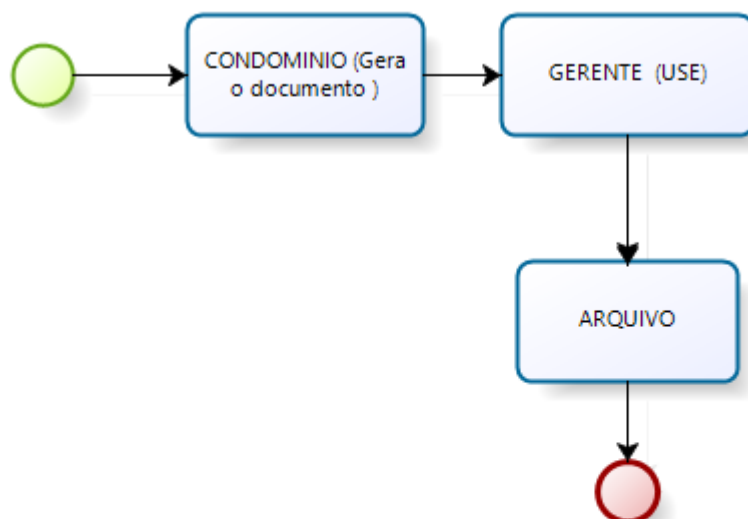 CONDOMINIO (Gera
o documento )
GERENTE  (USE)
ARQUIVO